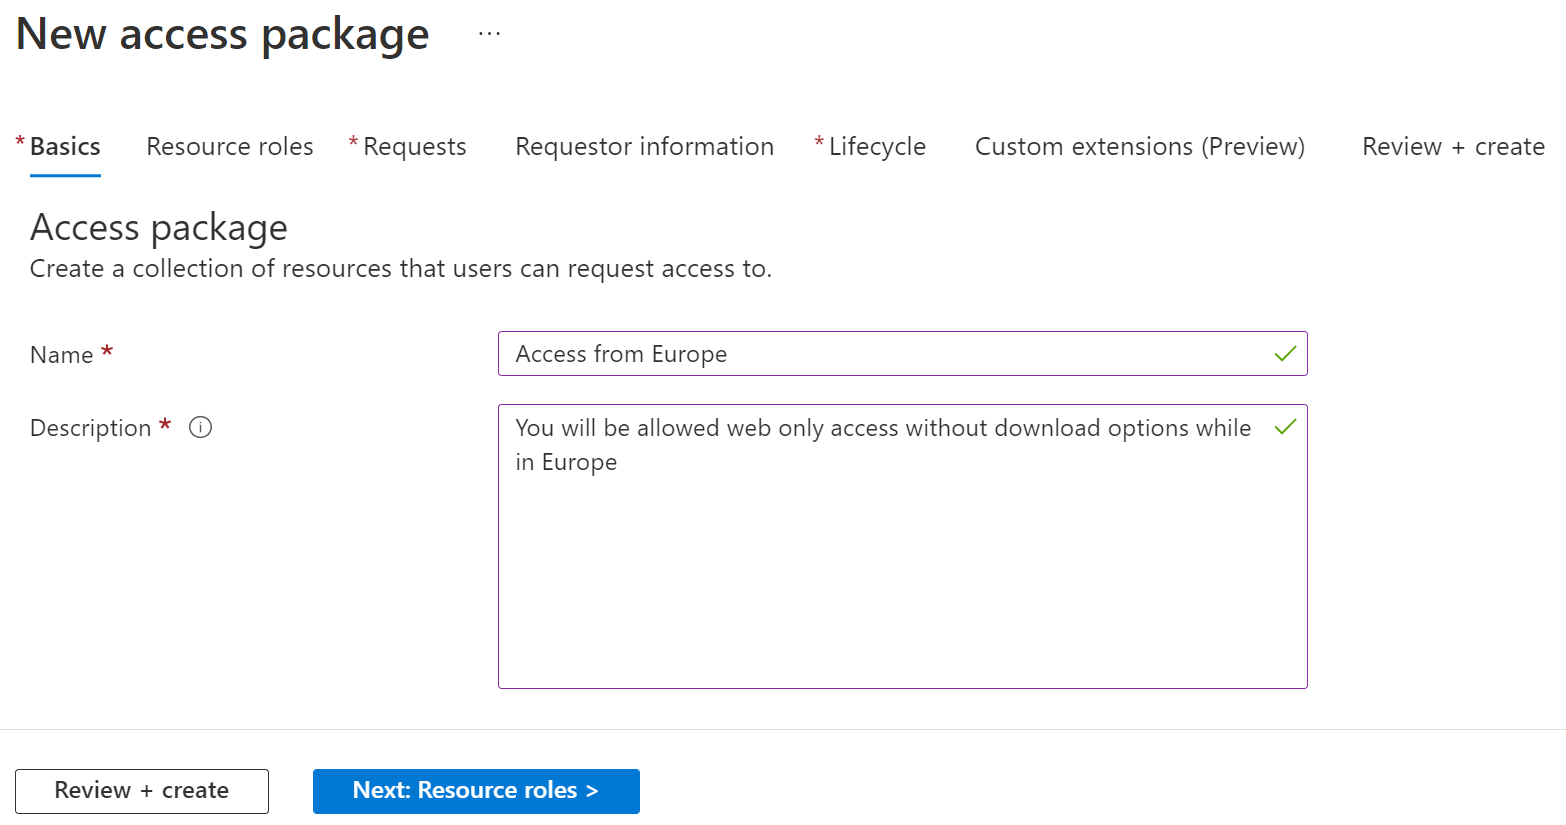 New access package ...
* Basics Resource roles * Requests Requestor information * Lifecycle Custom extensions (Preview) Review + create
Access package
Create a collection of resources that users can request access to.
Name * Access from Europe
Description * i You will be allowed web only access without download options while
in Europe
Review + create Next: Resource roles >